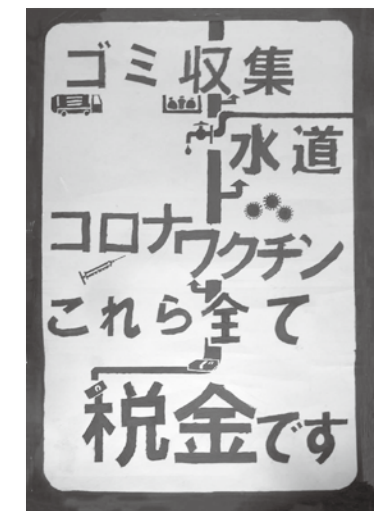 ゴミ収集
水道
コロナワクチン
これら全て
税金です